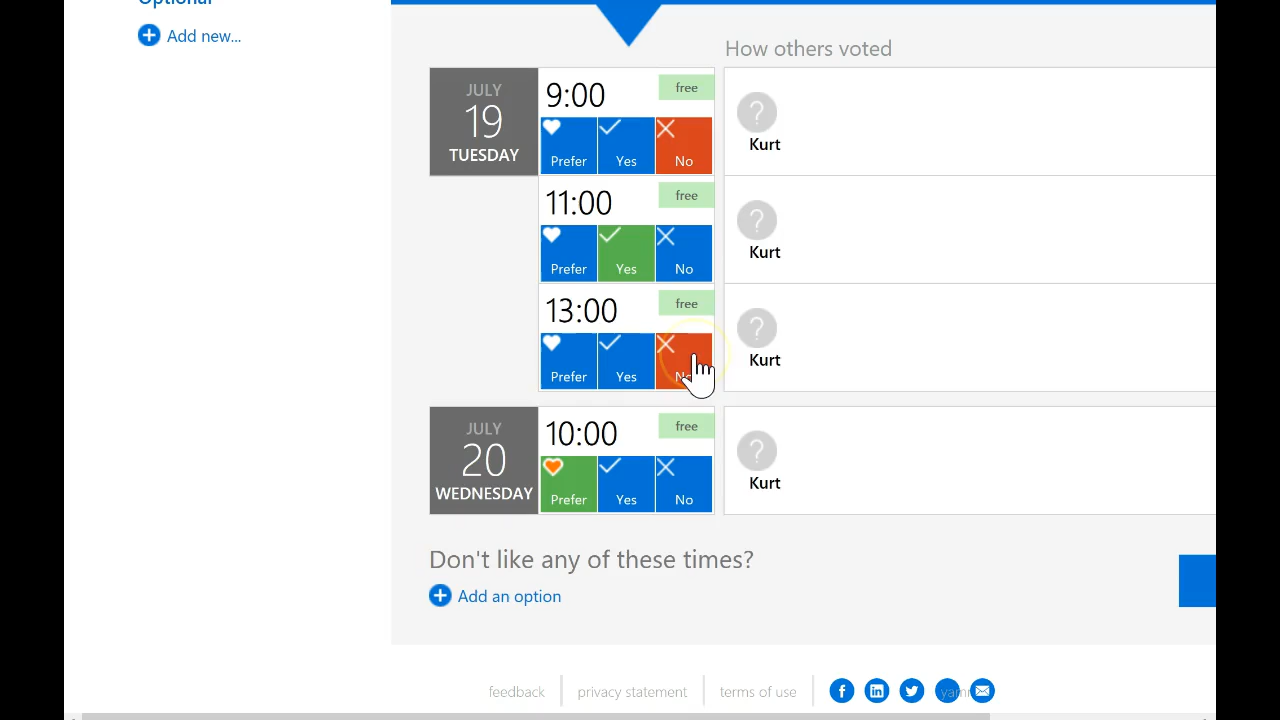 Optional
Add new...
How others voted
JULY
19
TUESDAY
9:00
free
Prefer
Yes
No
?
Kurt
11:00
free
Prefer
Yes
No
?
Kurt
13:00
free
Prefer
Yes
No
?
Kurt
JULY
20
WEDNESDAY
10:00
free
Prefer
Yes
No
?
Kurt
Don't like any of these times?
Add an option
feedback
privacy statement
terms of use